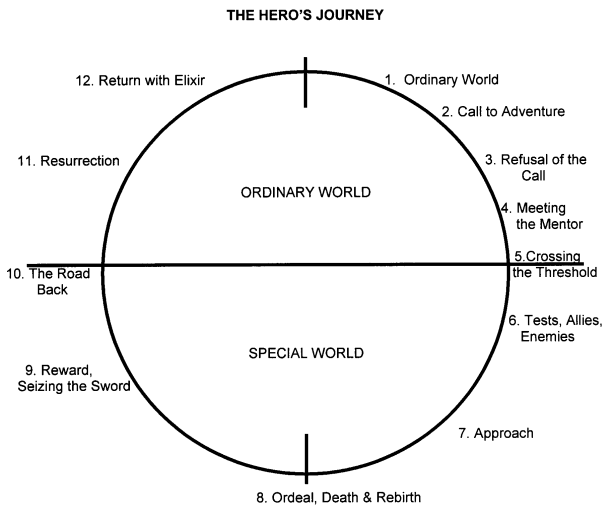 THE HERO'S JOURNEY
12. Return with Elixir
1. Ordinary World
2. Call to Adventure
11. Resurrection
3. Refusal of the
Call
ORDINARY WORLD
4. Meeting
the Mentor
5.Crossing
the Threshold
10. The Road
Back
6. Tests, Allies,
Enemies
SPECIAL WORLD
9. Reward,
Seizing the Sword
7. Approach
8. Ordeal, Death & Rebirth